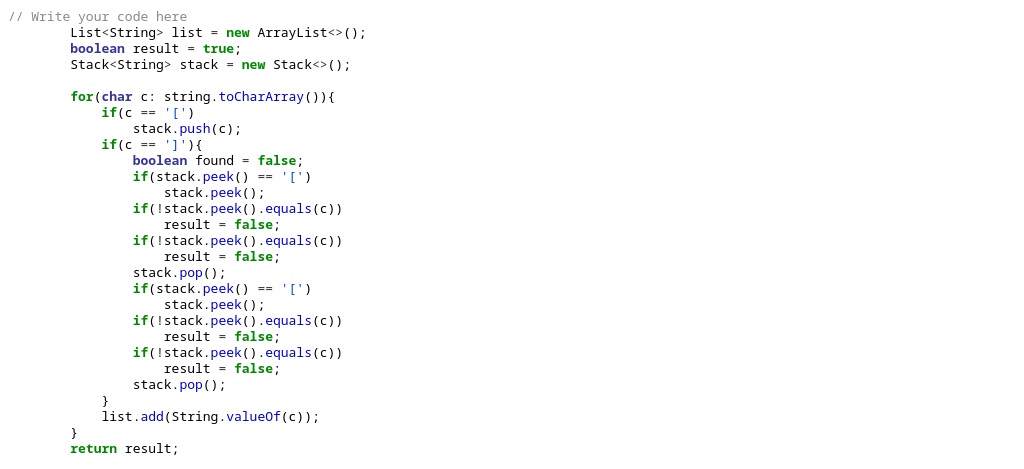 // Write your code here
        List<String> list = new ArrayList<>();
        boolean result = true;
        Stack<String> stack = new Stack<>();

        for(char c: string.toCharArray()){
            if(c == '[')
                stack.push(c);
            if(c == ']'){
                boolean found = false;
                if(stack.peek() == '[')
                    stack.peek();
                if(!stack.peek().equals(c))
                    result = false;
                if(!stack.peek().equals(c))
                    result = false;
                stack.pop();
                if(stack.peek() == '[')
                    stack.peek();
                if(!stack.peek().equals(c))
                    result = false;
                if(!stack.peek().equals(c))
                    result = false;
                stack.pop();
            }
            list.add(String.valueOf(c));
        }
        return result;